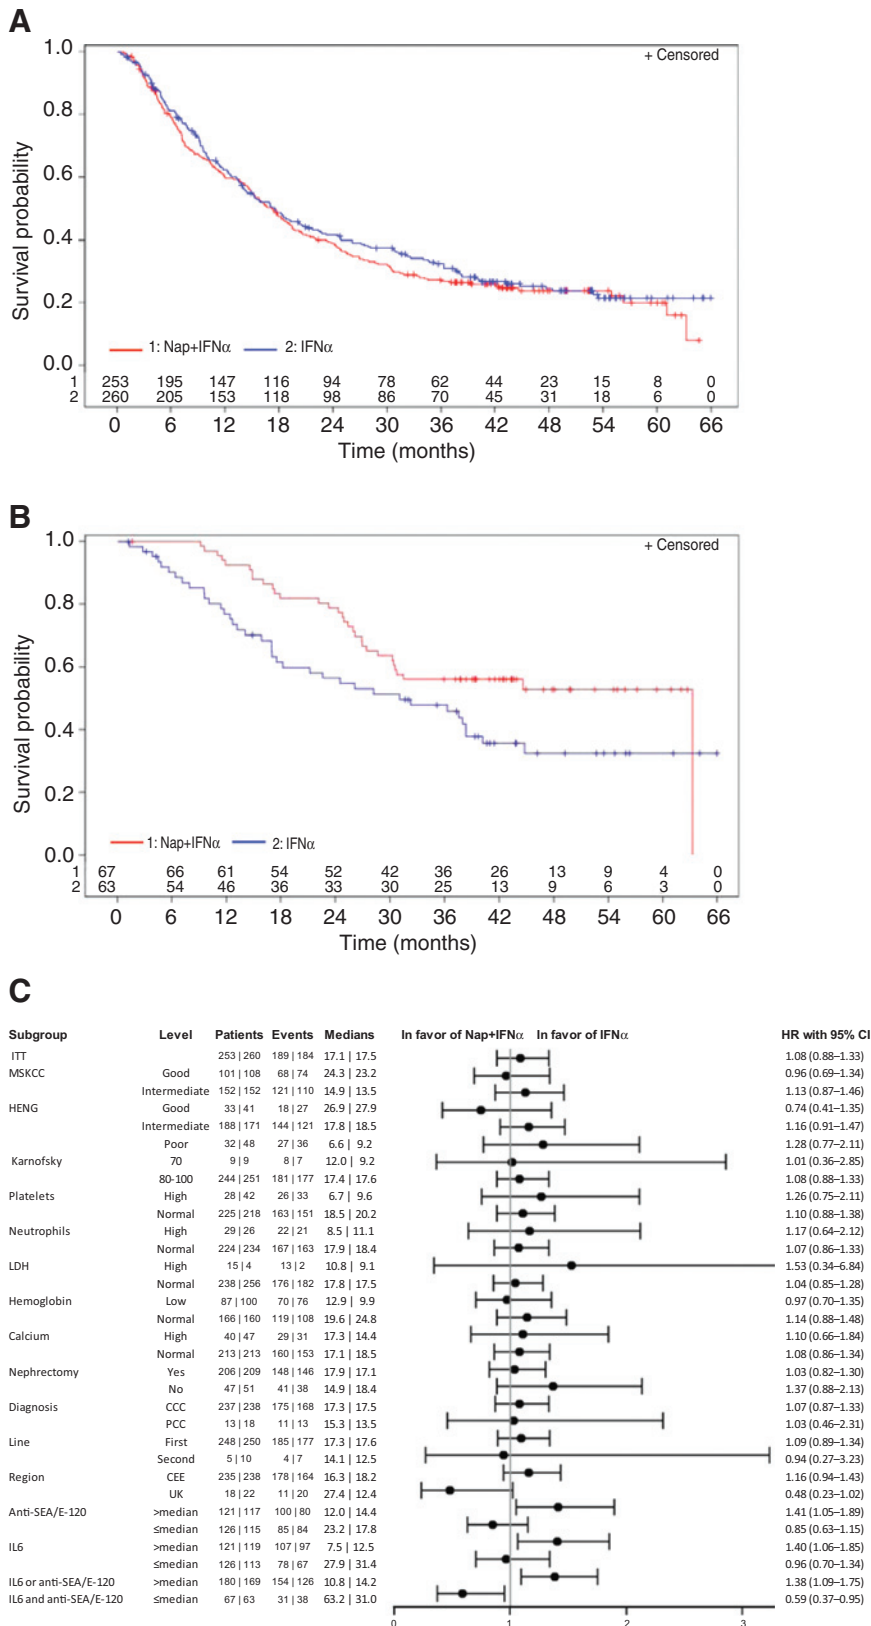 A
1.0
+ Censored
0.8
0.6
0.4
0.2
0.0
Survival probability
1: Nap+IFNα 2: IFNα
1 253 195 147 116 94 78 62 44 23 15 8 0
2 260 205 153 118 98 86 70 45 31 18 6 0
0 6 12 18 24 30 36 42 48 54 60 66
Time (months)
B
1.0
+ Censored
0.8
0.6
0.4
0.2
0.0
Survival probability
1: Nap+IFNα 2: IFNα
1 67 66 61 54 52 42 36 26 13 9 4 0
2 63 54 46 36 33 30 25 13 9 6 3 0
0 6 12 18 24 30 36 42 48 54 60 66
Time (months)
C
Subgroup Level Patients Events Medians In favor of Nap+IFNα In favor of IFNα HR with 95% CI
ITT 253|260 189|184 17.1 | 17.5 1.08 (0.88–1.33)
MSKCC Good 101|108 68|74 24.3 | 23.2 0.96 (0.69–1.34)
Intermediate 152|152 121|110 14.9 | 13.5 1.13 (0.87–1.46)
HENG Good 33|41 18|27 26.9 | 27.9 0.74 (0.41–1.35)
Intermediate 188|171 144|121 17.8 | 18.5 1.16 (0.91–1.47)
Poor 32|48 27|36 6.6 | 9.2 1.28 (0.77–2.11)
Karnofsky 70 9|9 8|7 12.0 | 9.2 1.01 (0.36–2.85)
80-100 244|251 181|177 17.4 | 17.6 1.08 (0.88–1.33)
Platelets High 28|42 26|33 6.7 | 9.6 1.26 (0.75–2.11)
Normal 225|218 163|151 18.5 | 20.2 1.10 (0.88–1.38)
Neutrophils High 29|26 22|21 8.5 | 11.1 1.17 (0.64–2.12)
Normal 224|234 167|163 17.9 | 18.4 1.07 (0.86–1.33)
LDH High 15|4 13|2 10.8 | 9.1 1.53 (0.34–6.84)
Normal 238|256 176|182 17.8 | 17.5 1.04 (0.85–1.28)
Hemoglobin Low 87|100 70|76 12.9 | 9.9 0.97 (0.70–1.35)
Normal 166|160 119|108 19.6 | 24.8 1.14 (0.88–1.48)
Calcium High 40|47 29|31 17.3 | 14.4 1.10 (0.66–1.84)
Normal 213|213 160|153 17.1 | 18.5 1.08 (0.86–1.34)
Nephrectomy Yes 206|209 148|146 17.9 | 17.1 1.03 (0.82–1.30)
No 47|51 41|38 14.9 | 18.4 1.37 (0.88–2.13)
Diagnosis CCC 237|238 175|168 17.3 | 17.5 1.07 (0.87–1.33)
PCC 13|18 11|13 15.3 | 13.5 1.03 (0.46–2.31)
Line First 248|250 185|177 17.3 | 17.6 1.09 (0.89–1.34)
Second 5|10 4|7 14.1 | 12.5 0.94 (0.27–3.23)
Region CEE 235|238 178|164 16.3 | 18.2 1.16 (0.94–1.43)
UK 18|22 11|20 27.4 | 12.4 0.48 (0.23–1.02)
Anti-SEA/E-120 >median 121|117 100|80 12.0 | 14.4 1.41 (1.05–1.89)
≤median 126|115 85|84 23.2 | 17.8 0.85 (0.63–1.15)
IL6 >median 121|119 107|97 7.5 | 12.5 1.40 (1.06–1.85)
≤median 126|113 78|67 27.9 | 31.4 0.96 (0.70–1.34)
IL6 or anti-SEA/E-120 >median 180|169 154|126 10.8 | 14.2 1.38 (1.09–1.75)
IL6 and anti-SEA/E-120 ≤median 67|63 31|38 63.2 | 31.0 0.59 (0.37–0.95)
0 1 2 3